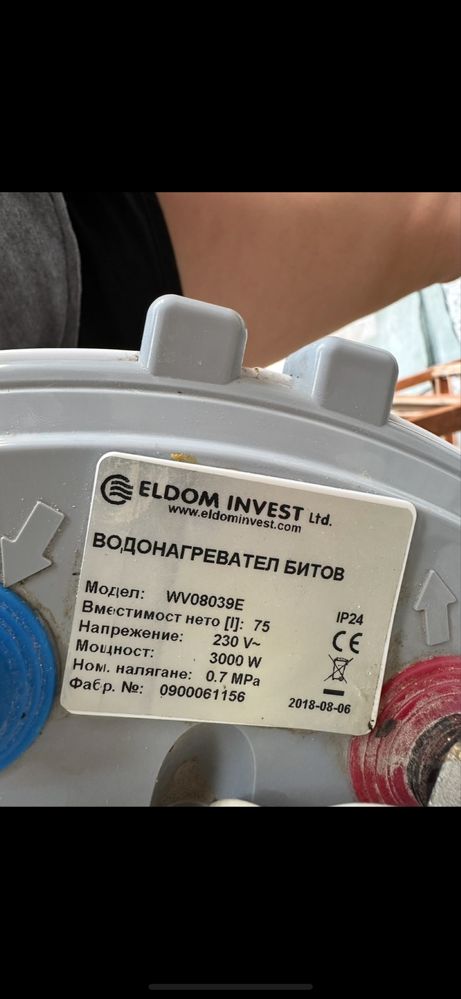 ELDOM INVEST Ltd.
www.eldominvest.com
ВОДОНАГРЕВАТЕЛ БИТОВ
Модел: WV08039E
Вместимост нето [l]: 75
Напрежение: 230 V~
Мощност: 3000 W
Ном. налягане: 0.7 MPa
Фабр. №: 0900061156
IP24
CE
2018-08-06